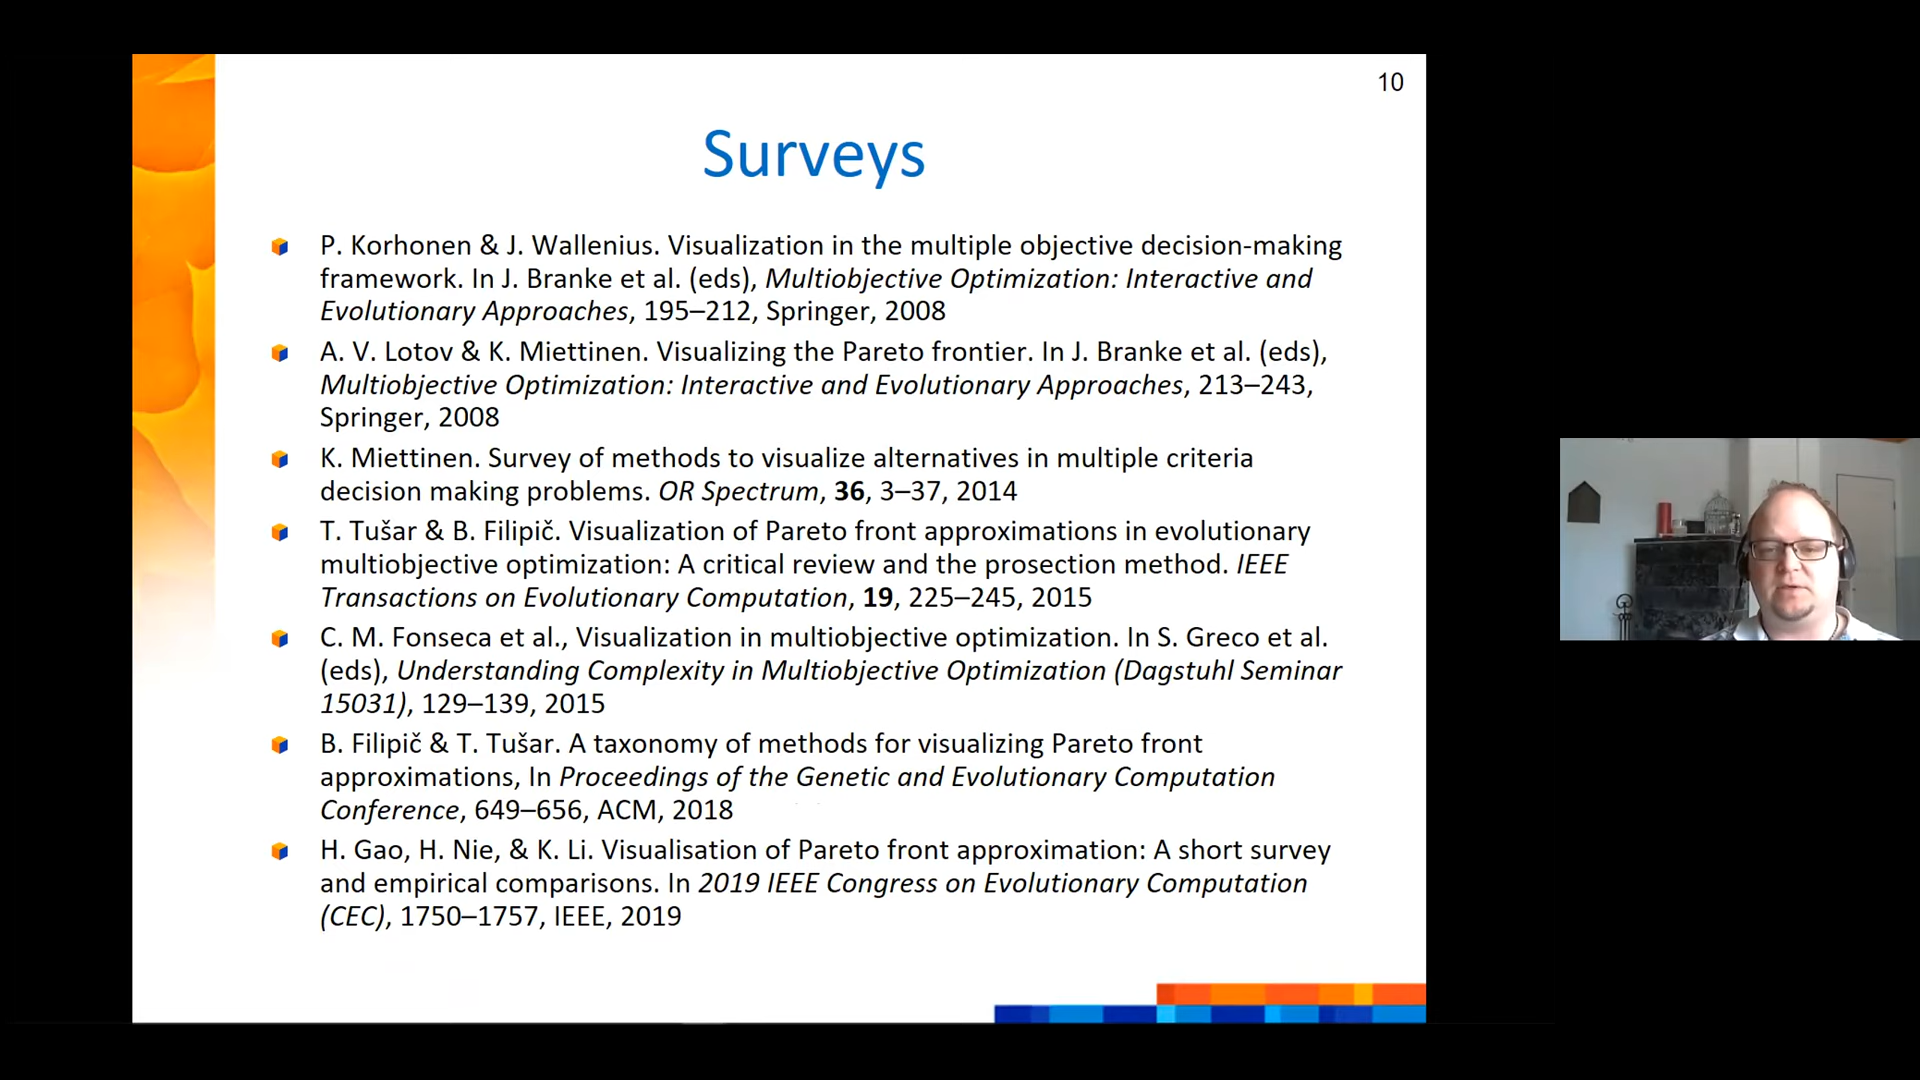 10
Surveys
P. Korhonen & J. Wallenius. Visualization in the multiple objective decision-making
framework. In J. Branke et al. (eds), Multiobjective Optimization: Interactive and
Evolutionary Approaches, 195–212, Springer, 2008
A. V. Lotov & K. Miettinen. Visualizing the Pareto frontier. In J. Branke et al. (eds),
Multiobjective Optimization: Interactive and Evolutionary Approaches, 213–243,
Springer, 2008
K. Miettinen. Survey of methods to visualize alternatives in multiple criteria
decision making problems. OR Spectrum, 36, 3–37, 2014
T. Tušar & B. Filipič. Visualization of Pareto front approximations in evolutionary
multiobjective optimization: A critical review and the prosection method. IEEE
Transactions on Evolutionary Computation, 19, 225–245, 2015
C. M. Fonseca et al., Visualization in multiobjective optimization. In S. Greco et al.
(eds), Understanding Complexity in Multiobjective Optimization (Dagstuhl Seminar
15031), 129–139, 2015
B. Filipič & T. Tušar. A taxonomy of methods for visualizing Pareto front
approximations, In Proceedings of the Genetic and Evolutionary Computation
Conference, 649–656, ACM, 2018
H. Gao, H. Nie, & K. Li. Visualisation of Pareto front approximation: A short survey
and empirical comparisons. In 2019 IEEE Congress on Evolutionary Computation
(CEC), 1750–1757, IEEE, 2019